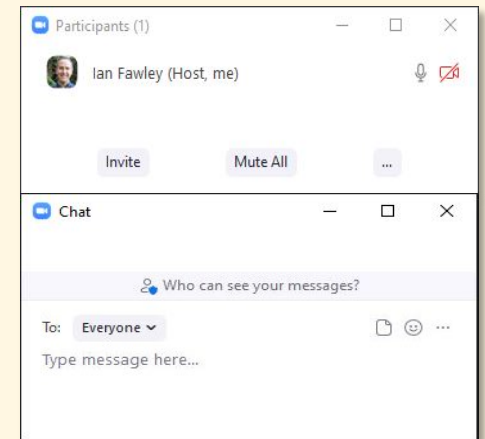 Participants (1)
Ian Fawley (Host, me)
Invite Mute All ...
Chat
Who can see your messages?
To: Everyone
Type message here...